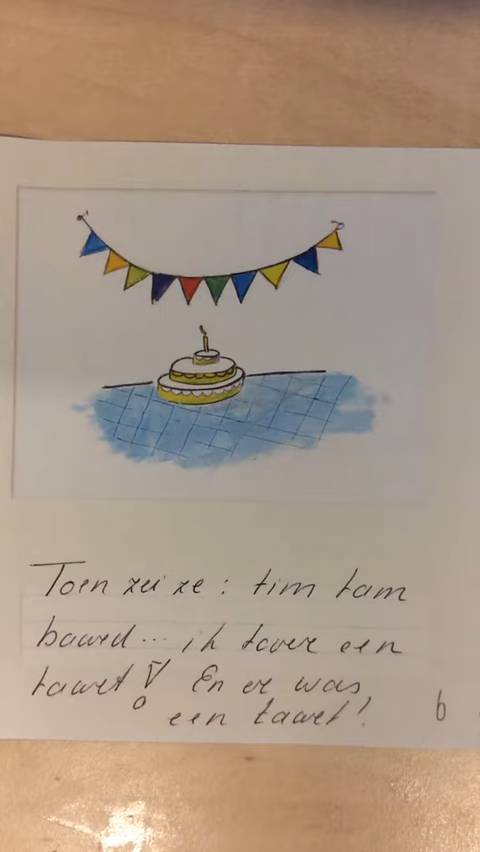 Toen zei ze: tim tam
baard... ik tover een
taart! En er was
een taart! 6